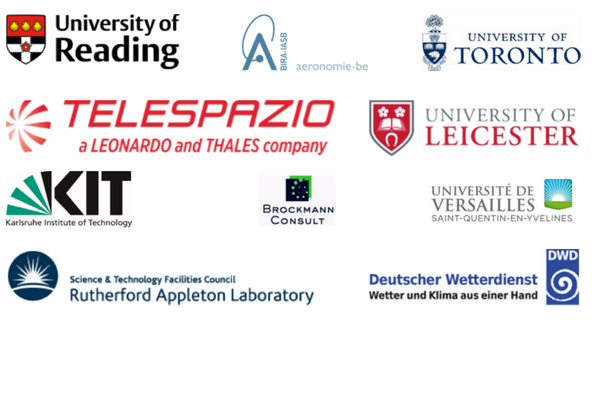 University of
Reading
BIRA-IASB
aeronomie-be
UNIVERSITY OF
TORONTO
TELESPAZIO
a LEONARDO and THALES company
UNIVERSITY OF
LEICESTER
KIT
Karlsruhe Institute of Technology
BROCKMANN
CONSULT
UNIVERSITÉ DE
VERSAILLES
SAINT-QUENTIN-EN-YVELINES
Science & Technology Facilities Council
Rutherford Appleton Laboratory
DWD
Deutscher Wetterdienst
Wetter und Klima aus einer Hand